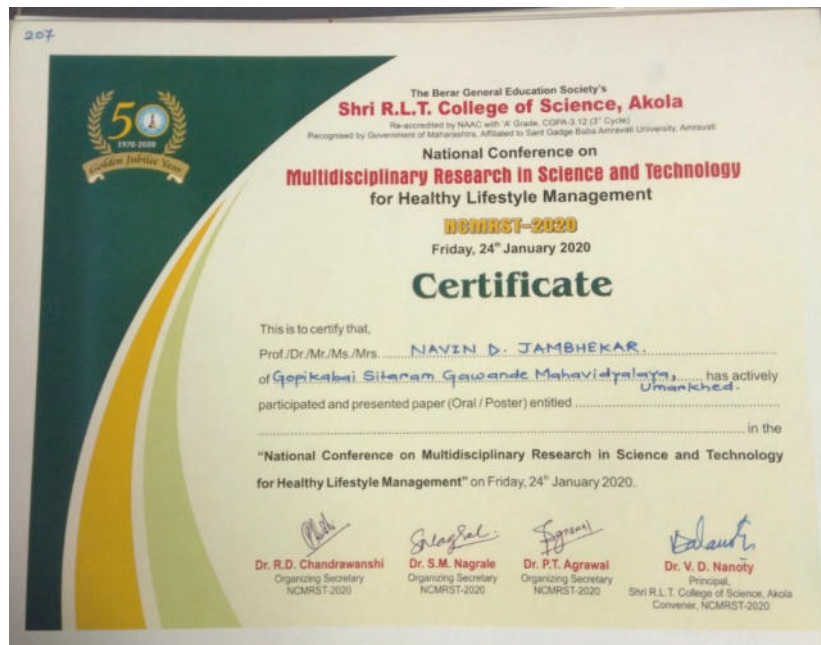 207
50
1970-2020
Golden Jubilee Year
The Berar General Education Society's
Shri R.L.T. College of Science, Akola
Re-accredited by NAAC with 'A' Grade, CGPA-3.12 (3rd Cycle)
Recognised by Government of Maharashtra, Affiliated to Sant Gadge Baba Amravati University, Amravati
National Conference on
Multidisciplinary Research in Science and Technology
for Healthy Lifestyle Management
NCMRST-2020
Friday, 24th January 2020
Certificate
This is to certify that,
Prof./Dr./Mr./Ms./Mrs. NAVIN D. JAMBHEKAR.
of Gopikabai Sitaram Gawande Mahavidyalaya, has actively
Umarkhed.
participated and presented paper (Oral / Poster) entitled
in the
"National Conference on Multidisciplinary Research in Science and Technology
for Healthy Lifestyle Management" on Friday, 24th January 2020.
Dr. R.D. Chandrawanshi Dr. S.M. Nagrale Dr. P.T. Agrawal Dr. V. D. Nanoty
Organizing Secretary Organizing Secretary Organizing Secretary Principal,
NCMRST-2020 NCMRST-2020 NCMRST-2020 Shri R.L.T. College of Science, Akola
Convener, NCMRST-2020